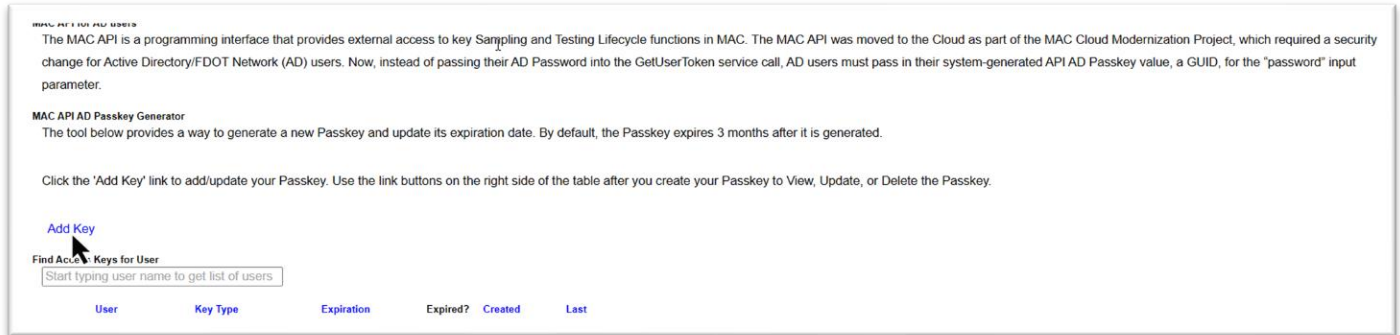 MAC API for AD users
The MAC API is a programming interface that provides external access to key Sampling and Testing Lifecycle functions in MAC. The MAC API was moved to the Cloud as part of the MAC Cloud Modernization Project, which required a security
change for Active Directory/FDOT Network (AD) users. Now, instead of passing their AD Password into the GetUserToken service call, AD users must pass in their system-generated API AD Passkey value, a GUID, for the "password" input
parameter.
MAC API AD Passkey Generator
The tool below provides a way to generate a new Passkey and update its expiration date. By default, the Passkey expires 3 months after it is generated.
Click the 'Add Key' link to add/update your Passkey. Use the link buttons on the right side of the table after you create your Passkey to View, Update, or Delete the Passkey.
Add Key
Find Access Keys for User
Start typing user name to get list of users
User Key Type Expiration Expired? Created Last